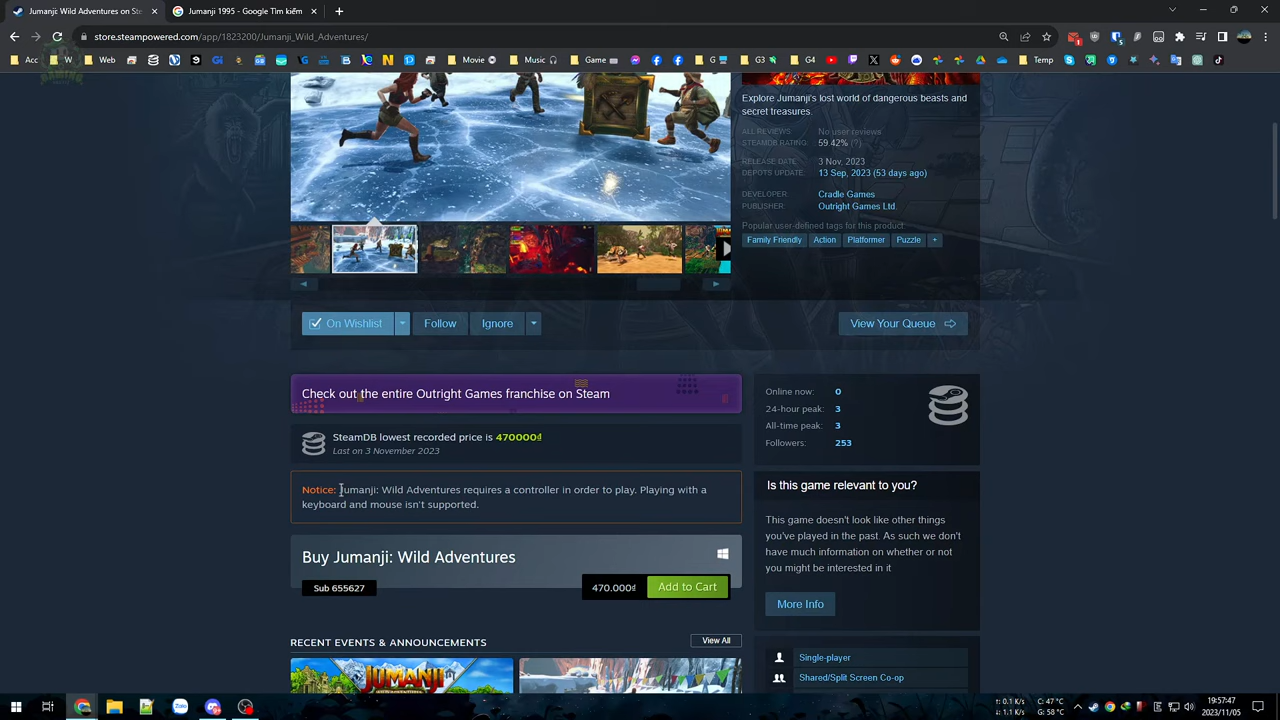 Jumanji: Wild Adventures on Ste
Jumanji 1995 - Google Tìm kiếm
store.steampowered.com/app/1823200/Jumanji_Wild_Adventures/
Work
Web
Movie
Music
Game
G
G3
G4
Temp
GAMING
Explore Jumanji's lost world of dangerous beasts and
secret treasures.
ALL REVIEWS: No user reviews
STEAMDB RATING: 59.42% (?)
RELEASE DATE: 3 Nov, 2023
DEPOTS UPDATE: 13 Sep, 2023 (53 days ago)
DEVELOPER: Cradle Games
PUBLISHER: Outright Games Ltd.
Popular user-defined tags for this product:
Family Friendly Action Platformer Puzzle +
On Wishlist Follow Ignore View Your Queue
Check out the entire Outright Games franchise on Steam
SteamDB lowest recorded price is 470000₫
Last on 3 November 2023
Notice: Jumanji: Wild Adventures requires a controller in order to play. Playing with a
keyboard and mouse isn't supported.
Buy Jumanji: Wild Adventures
Sub 655627
470.000₫ Add to Cart
RECENT EVENTS & ANNOUNCEMENTS View All
JUMANJI
Online now: 0
24-hour peak: 3
All-time peak: 3
Followers: 253
Is this game relevant to you?
This game doesn't look like other things
you've played in the past. As such we don't
have much information on whether or not
you might be interested in it
More Info
Single-player
Shared/Split Screen Co-op
↑: 0.1 K/s
↓: 1.1 K/s
C: 47 °C
G: 58 °C
19:57:47
2023/11/05